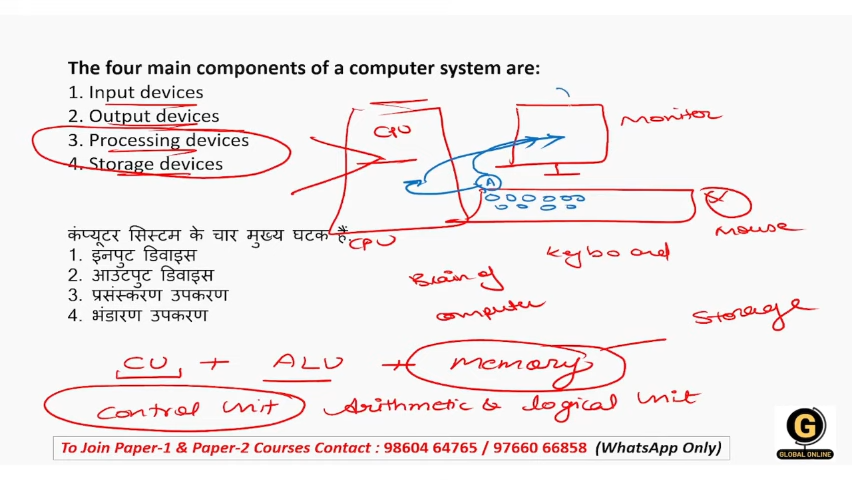 The four main components of a computer system are:
1. Input devices
2. Output devices
3. Processing devices
4. Storage devices
CPU
Monitor
A
Mouse
Keyboard
CPU
Brain of
computer
Storage
कंप्यूटर सिस्टम के चार मुख्य घटक हैं:
1. इनपुट डिवाइस
2. आउटपुट डिवाइस
3. प्रसंस्करण उपकरण
4. भंडारण उपकरण
CU + ALU + Memory
Control Unit Arithmetic & logical Unit
To Join Paper-1 & Paper-2 Courses Contact : 98604 64765 / 97660 66858 (WhatsApp Only)
G
GLOBAL ONLINE